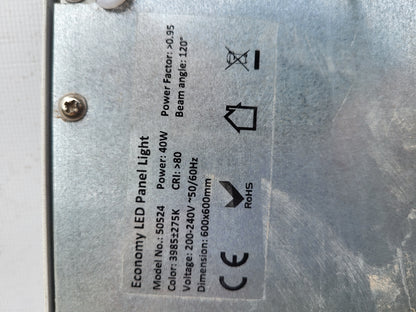 Economy LED Panel Light
Model No.: 50524 Power: 40W Power Factor: >0.95
Color: 3985±275K CRI: >80 Beam angle: 120°
Voltage: 200-240V ~50/60Hz
Dimension: 600x600mm
CE RoHS